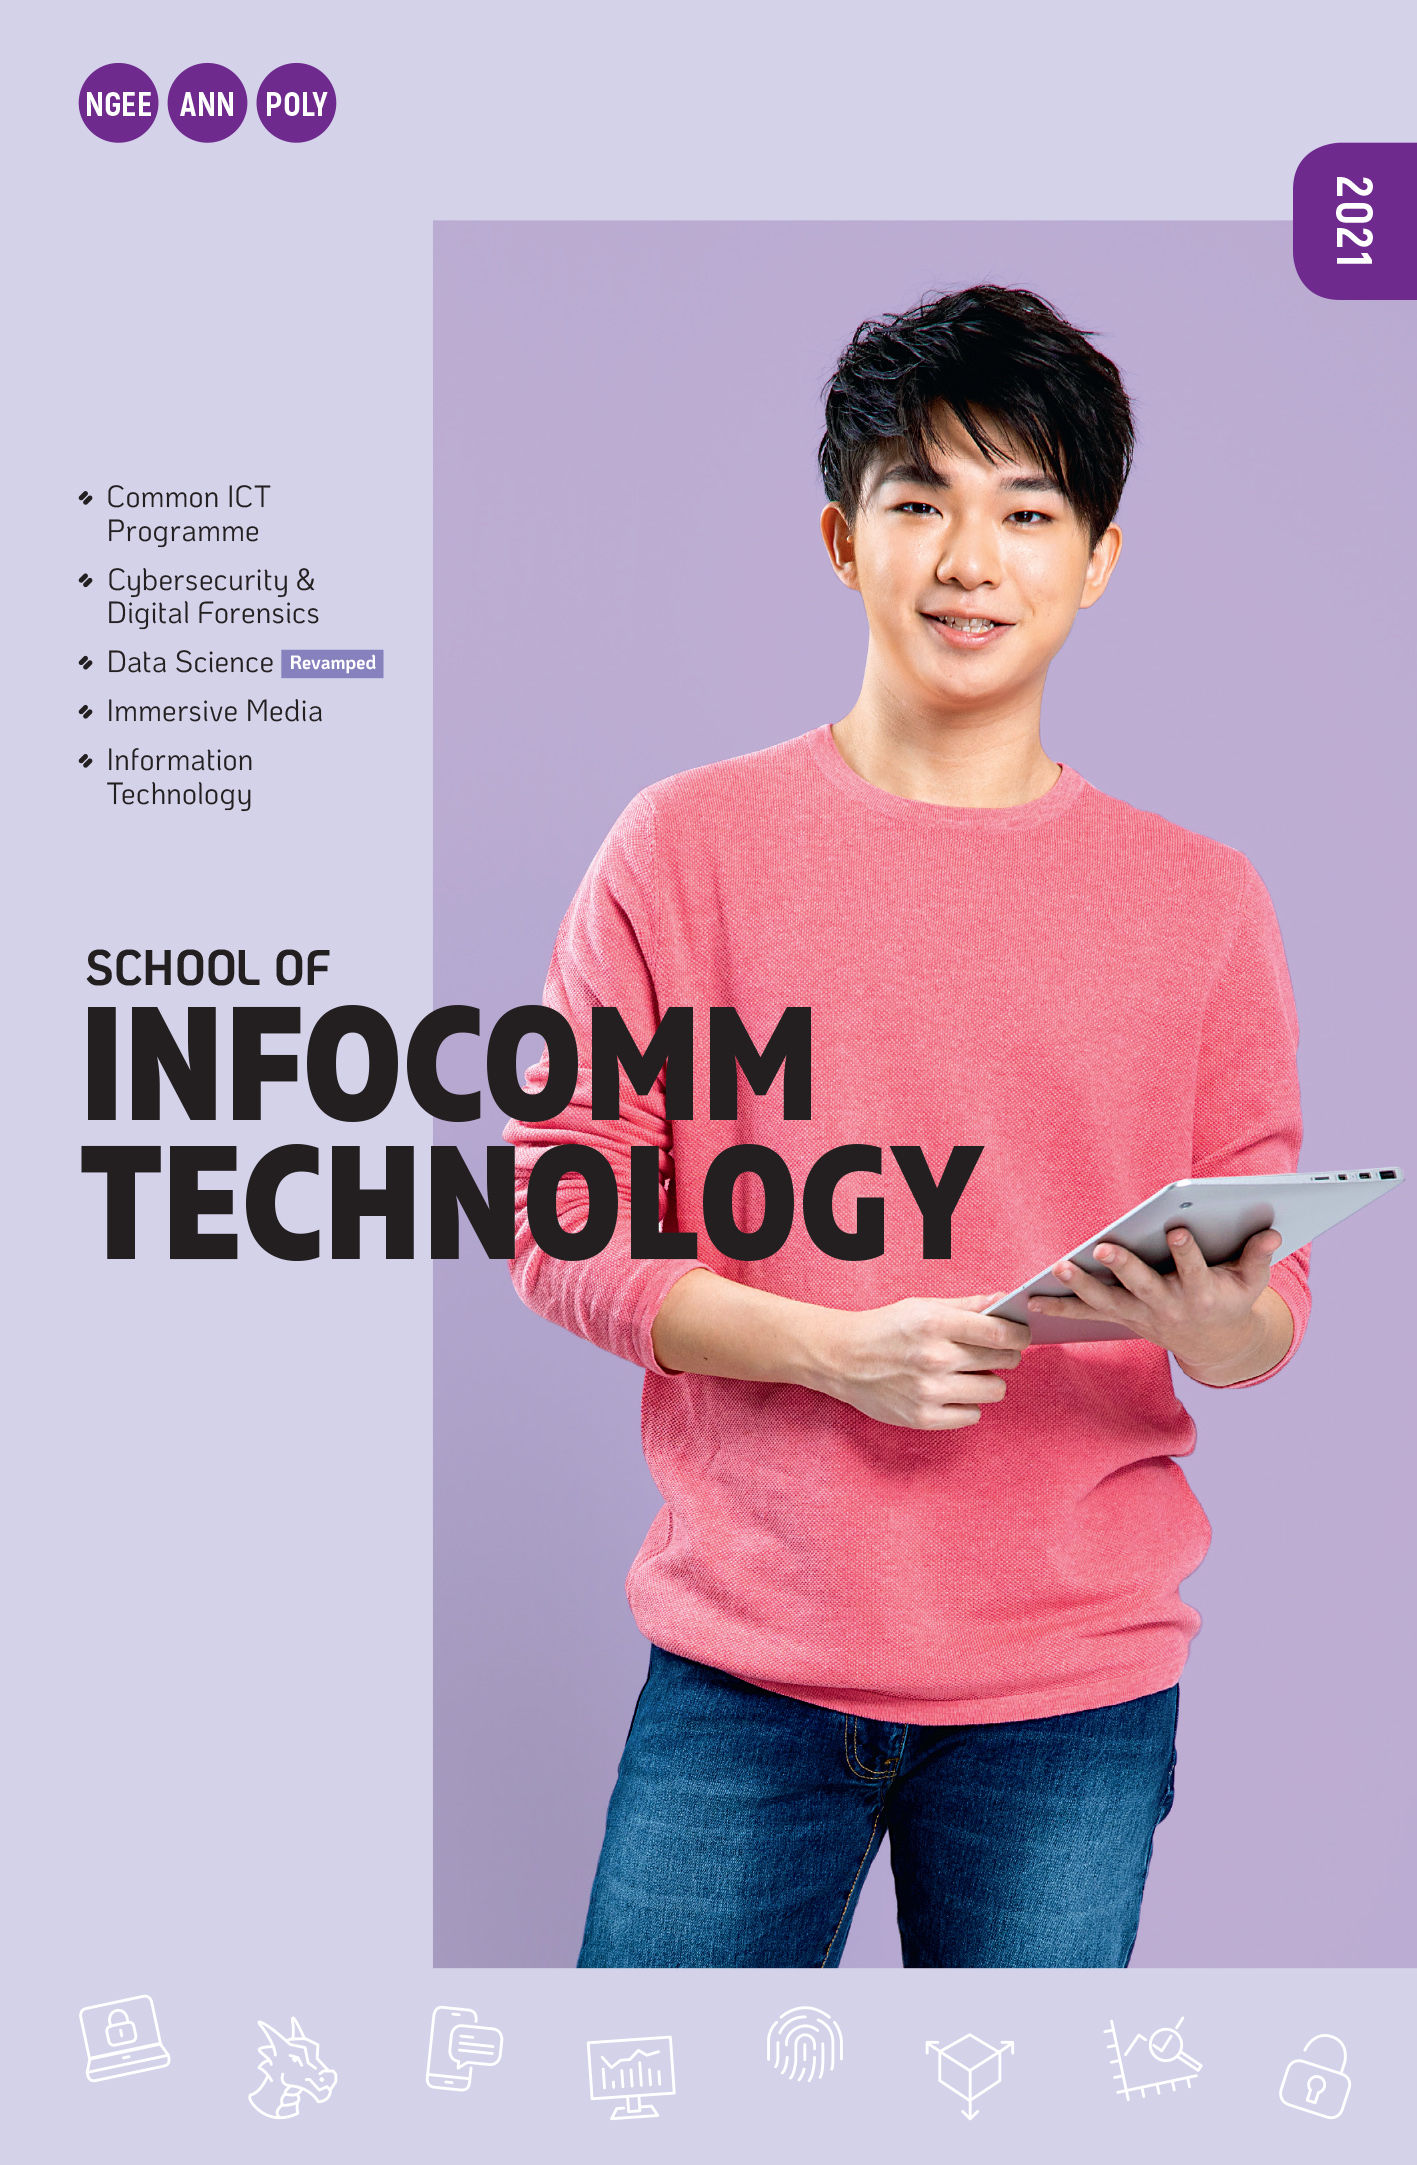 NGEE ANN POLY
2021
Common ICT
Programme
Cybersecurity &
Digital Forensics
Data Science Revamped
Immersive Media
Information
Technology
SCHOOL OF
INFOCOMM
TECHNOLOGY